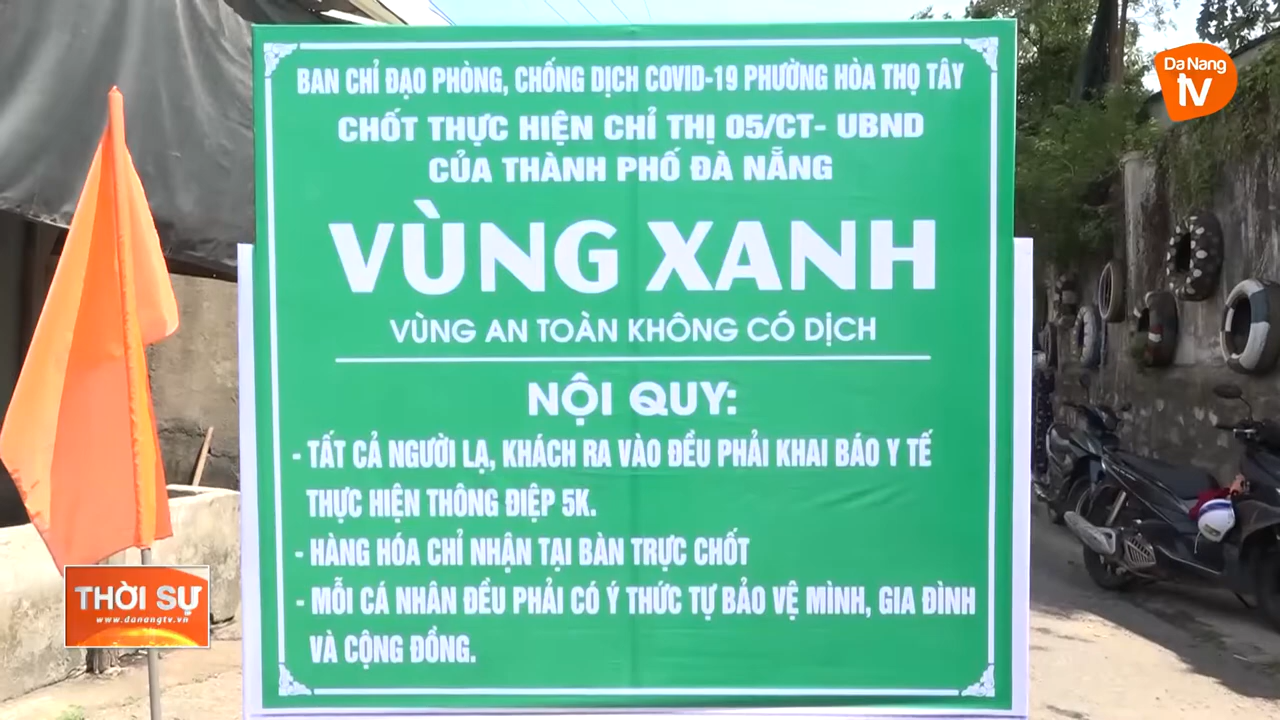 BAN CHỈ ĐẠO PHÒNG, CHỐNG DỊCH COVID-19 PHƯỜNG HÒA THỌ TÂY
CHỐT THỰC HIỆN CHỈ THỊ 05/CT- UBND
CỦA THÀNH PHỐ ĐÀ NẴNG
VÙNG XANH
VÙNG AN TOÀN KHÔNG CÓ DỊCH
NỘI QUY:
- TẤT CẢ NGƯỜI LẠ, KHÁCH RA VÀO ĐỀU PHẢI KHAI BÁO Y TẾ
THỰC HIỆN THÔNG ĐIỆP 5K.
- HÀNG HÓA CHỈ NHẬN TẠI BÀN TRỰC CHỐT
- MỖI CÁ NHÂN ĐỀU PHẢI CÓ Ý THỨC TỰ BẢO VỆ MÌNH, GIA ĐÌNH
VÀ CỘNG ĐỒNG.
Da Nang
tv
THỜI SỰ
www.danangtv.vn